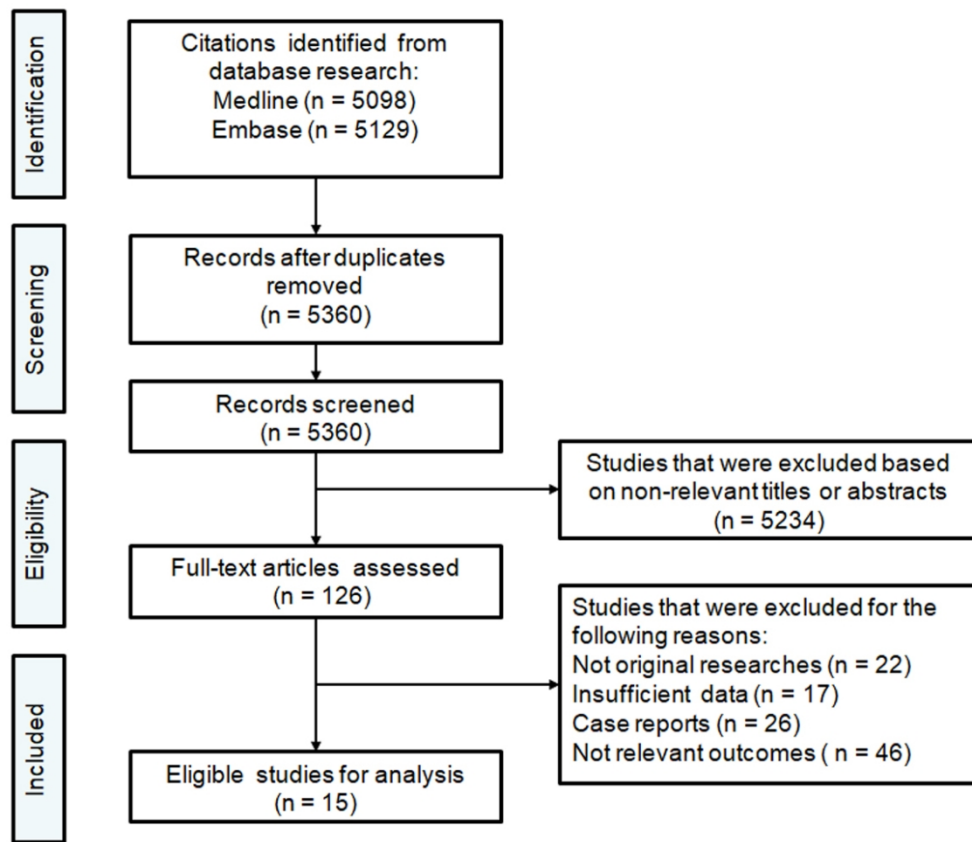 Identification
Citations identified from
database research:
Medline (n = 5098)
Embase (n = 5129)
Screening
Records after duplicates
removed
(n = 5360)
Records screened
(n = 5360)
Eligibility
Studies that were excluded based
on non-relevant titles or abstracts
(n = 5234)
Full-text articles assessed
(n = 126)
Studies that were excluded for the
following reasons:
Not original researches (n = 22)
Insufficient data (n = 17)
Case reports (n = 26)
Not relevant outcomes ( n = 46)
Included
Eligible studies for analysis
(n = 15)